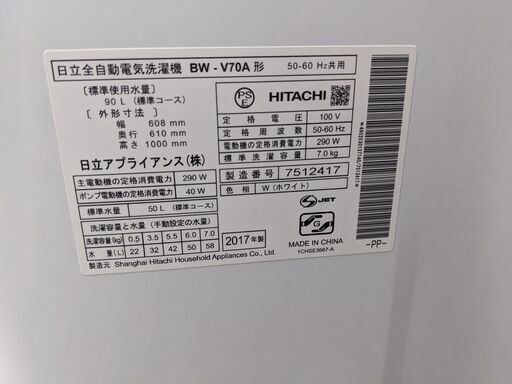 日立全自動電気洗濯機 BW-V70A 形 50-60 Hz共用
〔標準使用水量〕
90 L (標準コース)
〔外形寸法〕
幅 608 mm
奥行 610 mm
高さ 1000 mm
日立アプライアンス(株)
PS
E
HITACHI
定格電圧 100 V
定格周波数 50-60 Hz
電動機の定格消費電力 290 W
標準洗濯容量 7.0 kg
製造番号 7512417
色相 W (ホワイト)
主電動機の定格消費電力 290 W
ポンプ電動機の定格消費電力 40 W
標準水量 50 L (標準コース)
洗濯容量と水量 (手動設定の水量)
洗濯容量(kg) 0.5 3.5 5.5 6.0 7.0
水量(L) 22 32 42 50 58
2017年製
製造元 Shanghai Hitachi Household Appliances Co., Ltd.
JET
G
MADE IN CHINA
1CHSE3667-A
-PP-